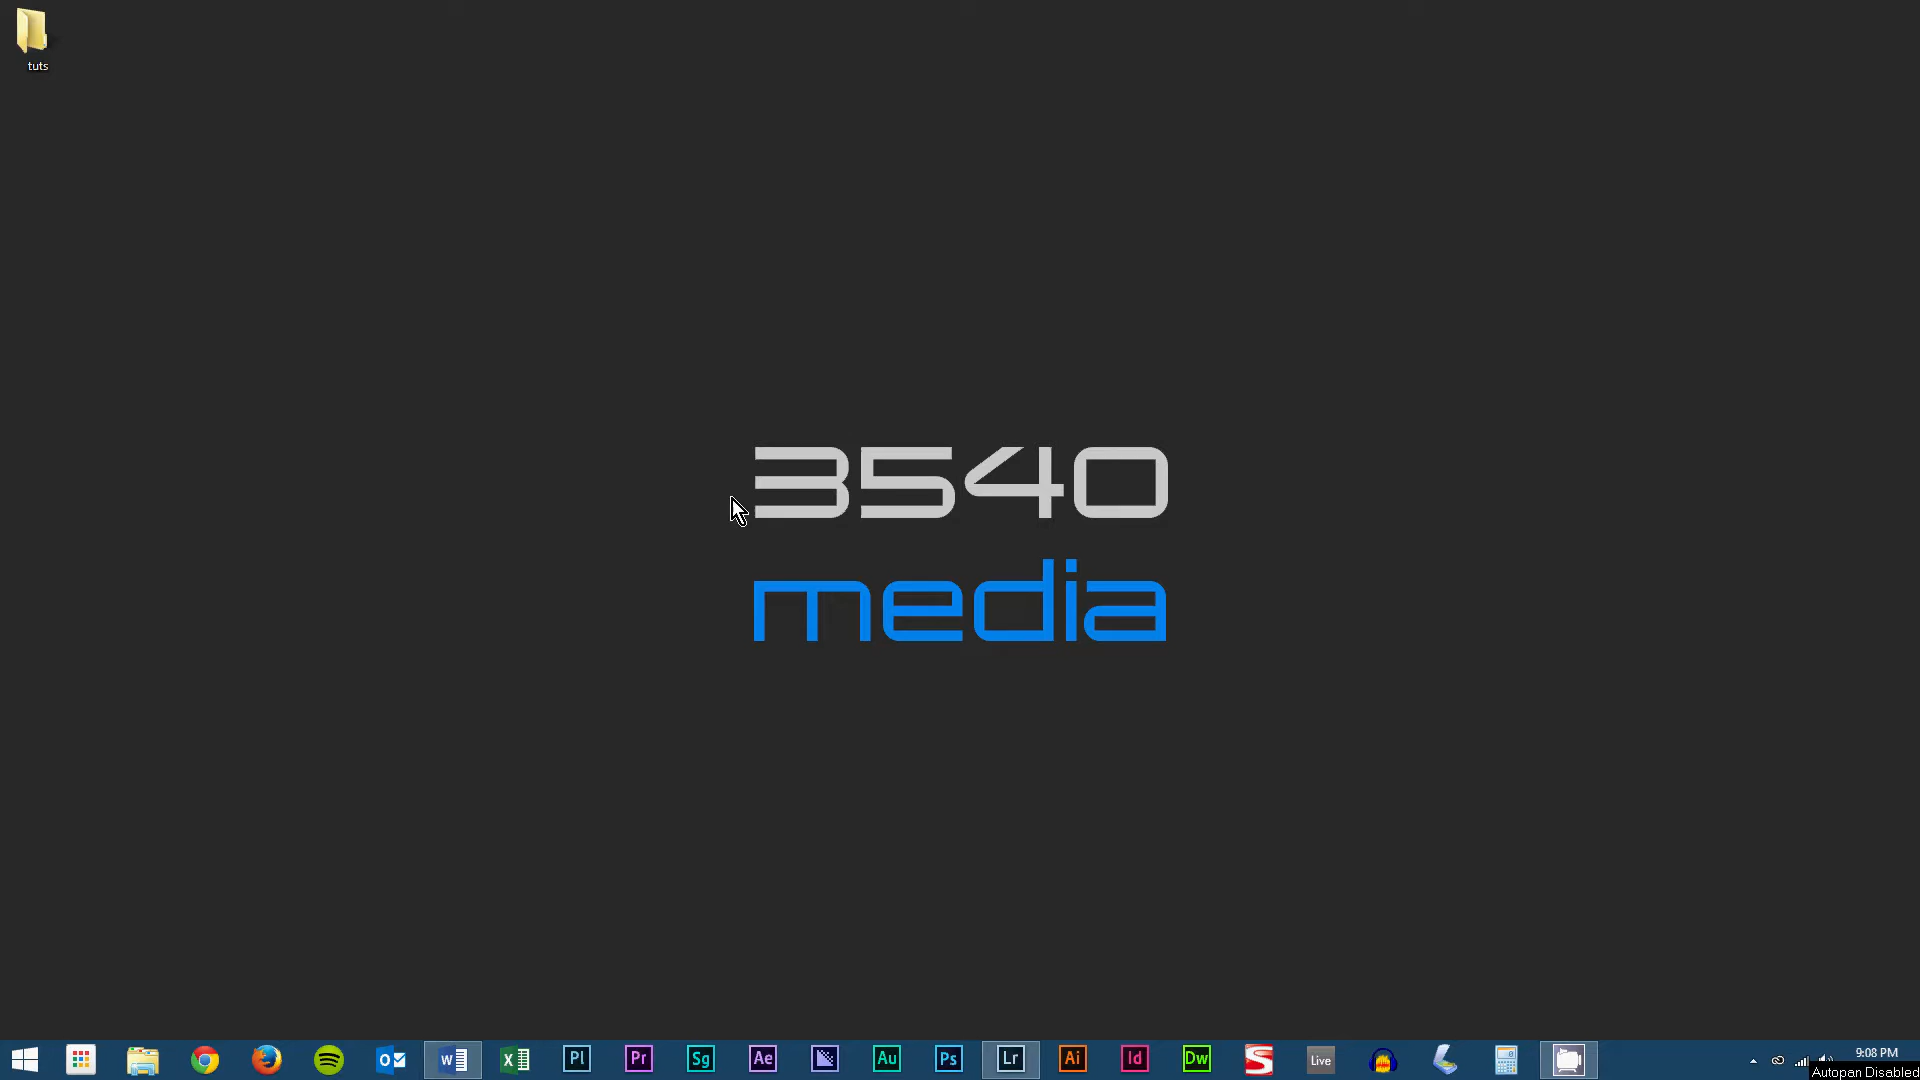 tuts
3540
media
Pl Pr Sg Ae Au Ps Lr Ai Id Dw Live
9:08 PM
Autopan Disabled